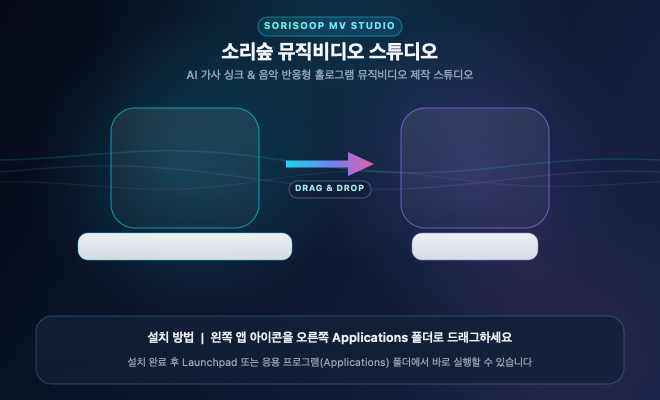 SORISOOP MV STUDIO
소리숲 뮤직비디오 스튜디오
AI 가사 싱크 & 음악 반응형 홀로그램 뮤직비디오 제작 스튜디오
DRAG & DROP
설치 방법 | 왼쪽 앱 아이콘을 오른쪽 Applications 폴더로 드래그하세요
설치 완료 후 Launchpad 또는 응용 프로그램(Applications) 폴더에서 바로 실행할 수 있습니다